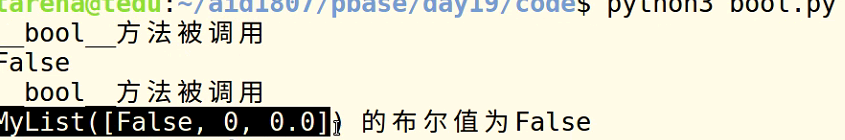 tarena@tedu:~/aid1807/pbase/day19/code$ python3 bool.py
__bool__方法被调用
False
__bool__方法被调用
MyList([False, 0, 0.0]) 的布尔值为False